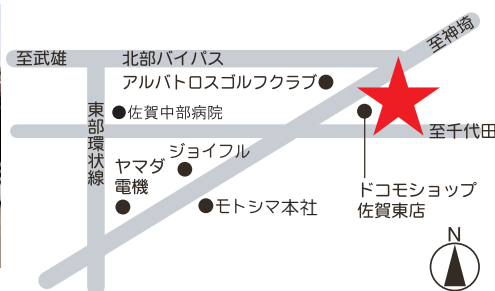 至神埼
至武雄
北部バイパス
アルバトロスゴルフクラブ
東部環状線
佐賀中部病院
至千代田
ジョイフル
ヤマダ
電機
モトシマ本社
ドコモショップ
佐賀東店
N